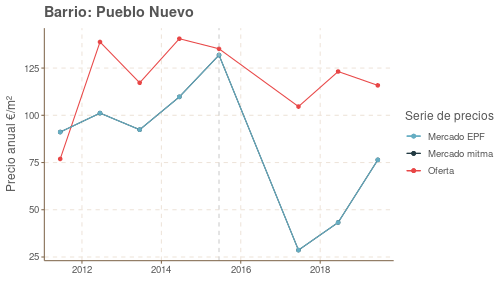 Barrio: Pueblo Nuevo
Precio anual €/m²
125
100
75
50
25
2012
2014
2016
2018
Serie de precios
Mercado EPF
Mercado mitma
Oferta